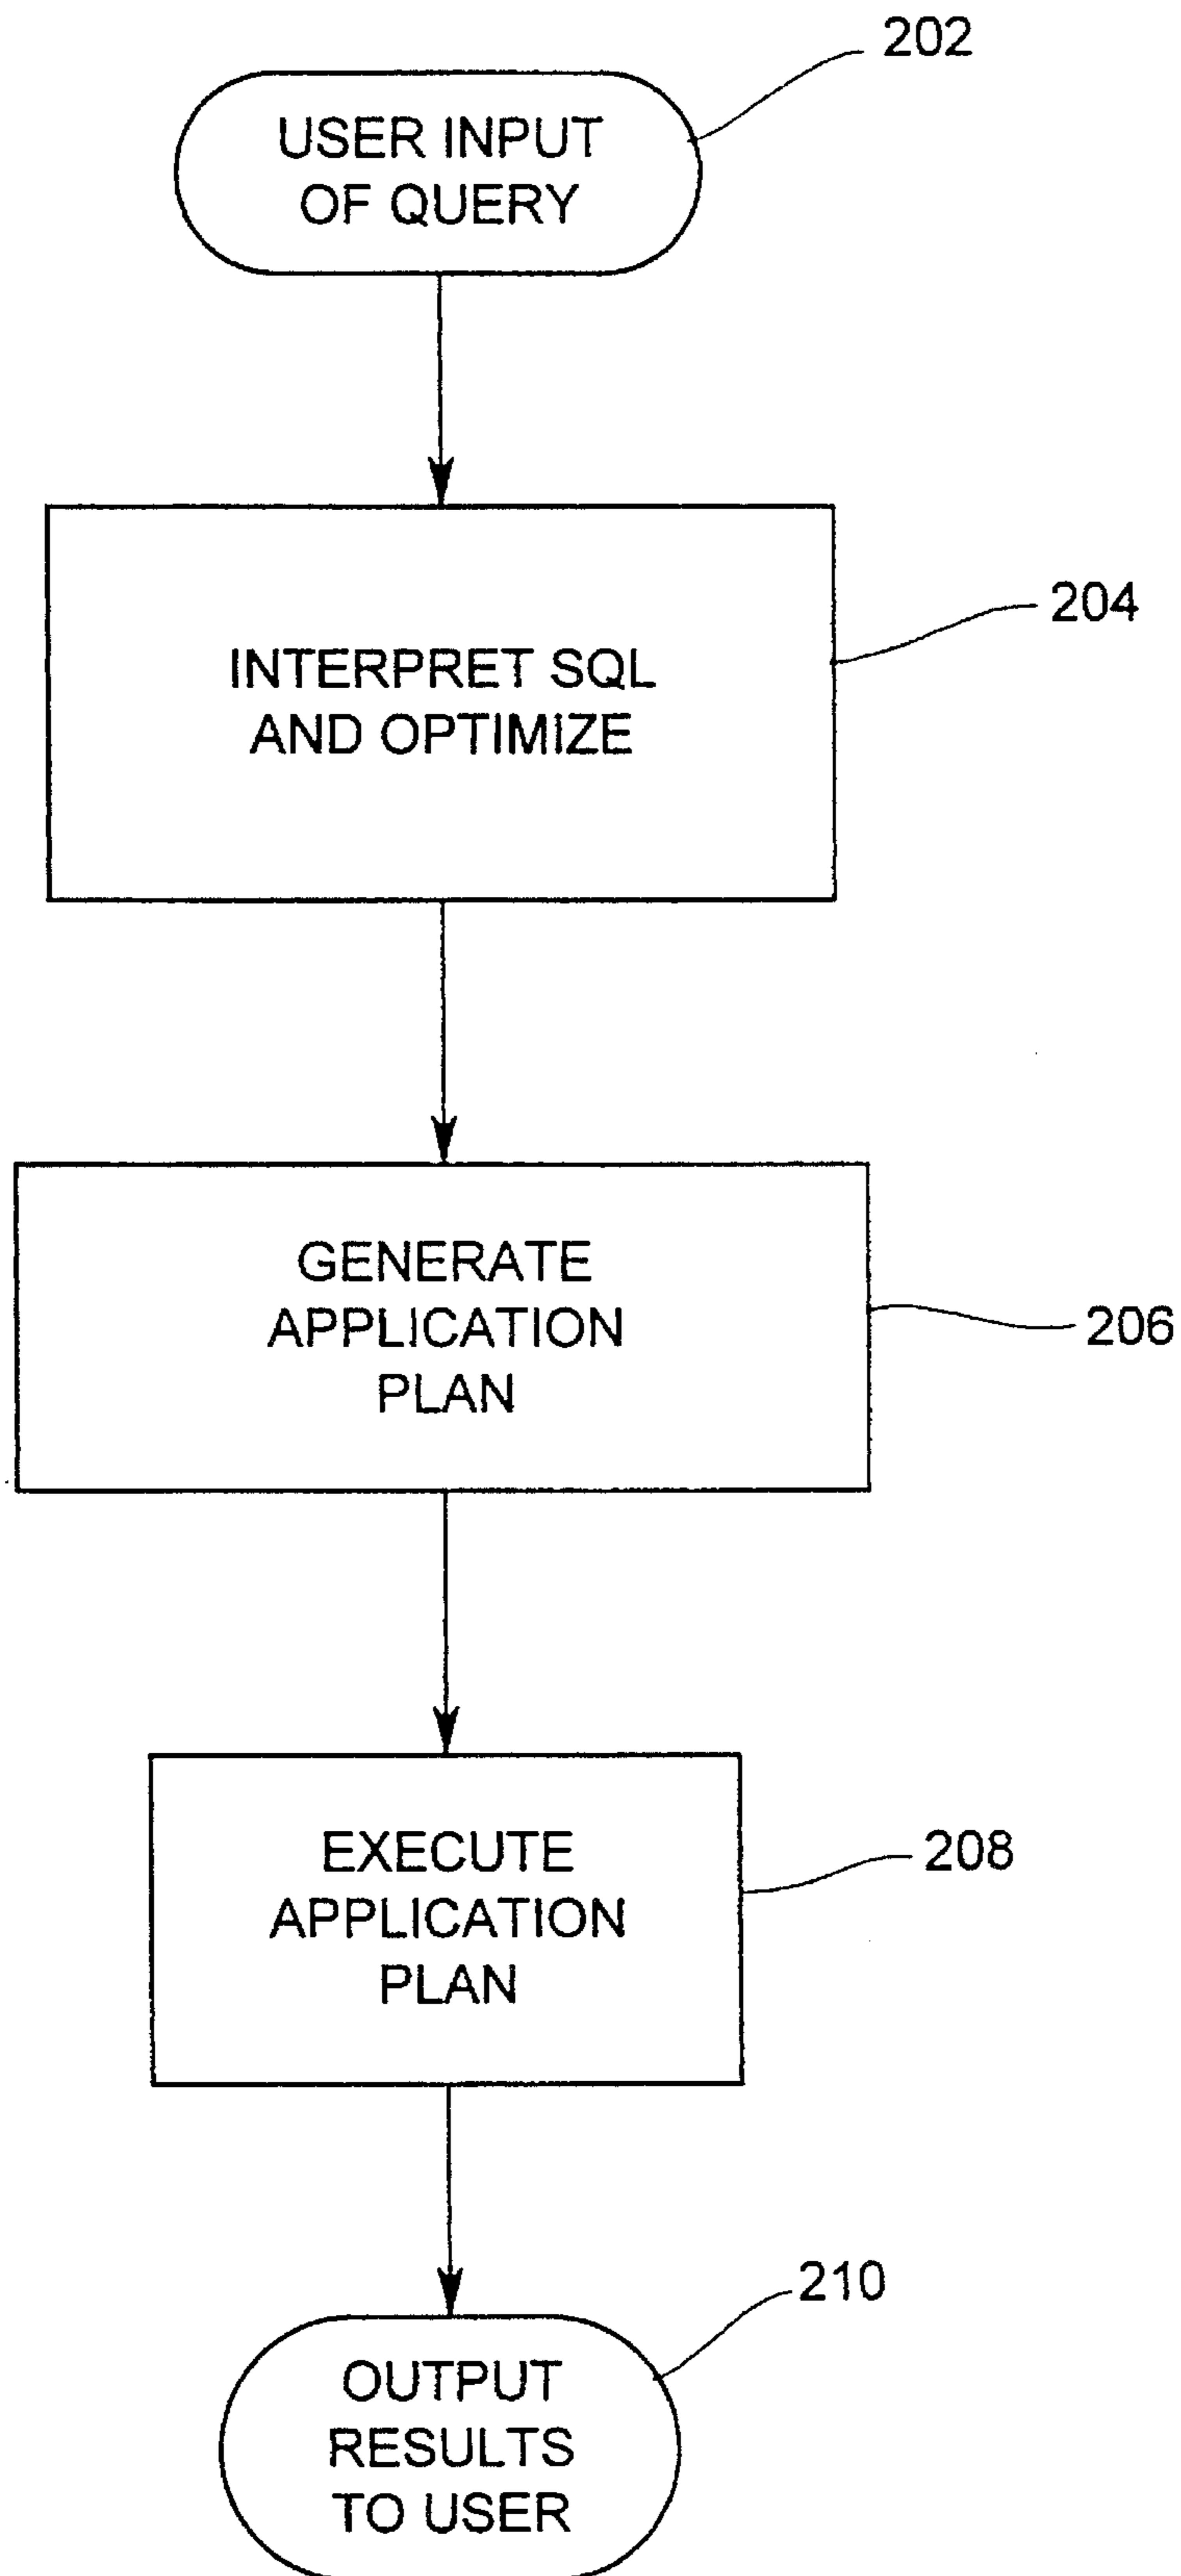 202
USER INPUT
OF QUERY
204
INTERPRET SQL
AND OPTIMIZE
GENERATE
APPLICATION
PLAN
206
EXECUTE
APPLICATION
PLAN
208
210
OUTPUT
RESULTS
TO USER